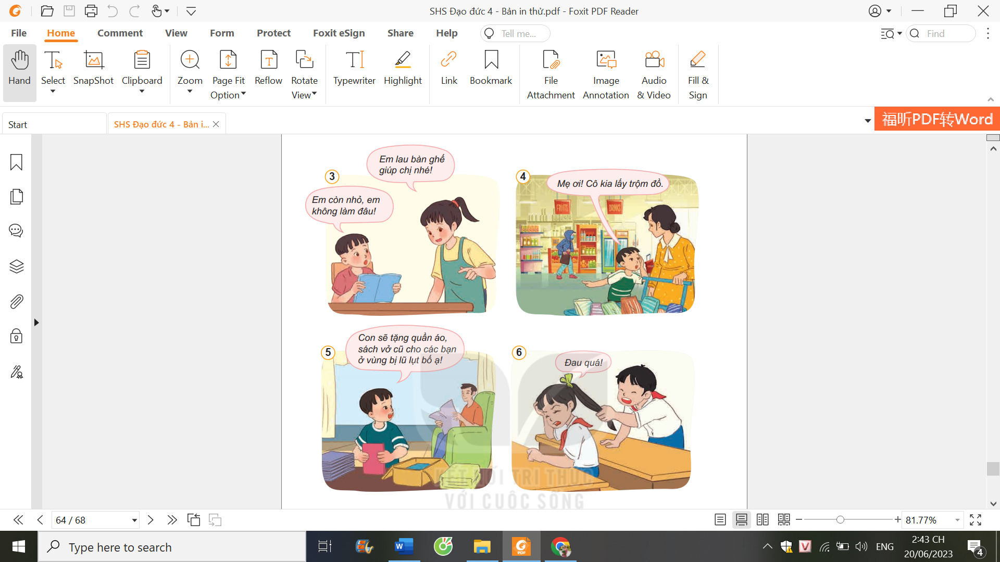 SHS Đạo đức 4 - Bản in thử.pdf - Foxit PDF Reader
File Home Comment View Form Protect Foxit eSign Share Help Tell me... Find
Hand Select SnapShot Clipboard Zoom Page Fit Option Reflow Rotate View Typewriter Highlight Link Bookmark File Attachment Image Annotation Audio & Video Fill & Sign
Start SHS Đạo đức 4 - Bản i... 福昕PDF转Word
3
Em lau bàn ghế
giúp chị nhé!
Em còn nhỏ, em
không làm đâu!
4
Mẹ ơi! Cô kia lấy trộm đồ.
FRUITS
DRINKS
5
Con sẽ tặng quần áo,
sách vở cũ cho các bạn
ở vùng bị lũ lụt bố ạ!
6
Đau quá!
KẾT NỐI TRI THỨC
VỚI CUỘC SỐNG
64 / 68
81.77%
Type here to search
ENG
2:43 CH
20/06/2023
4